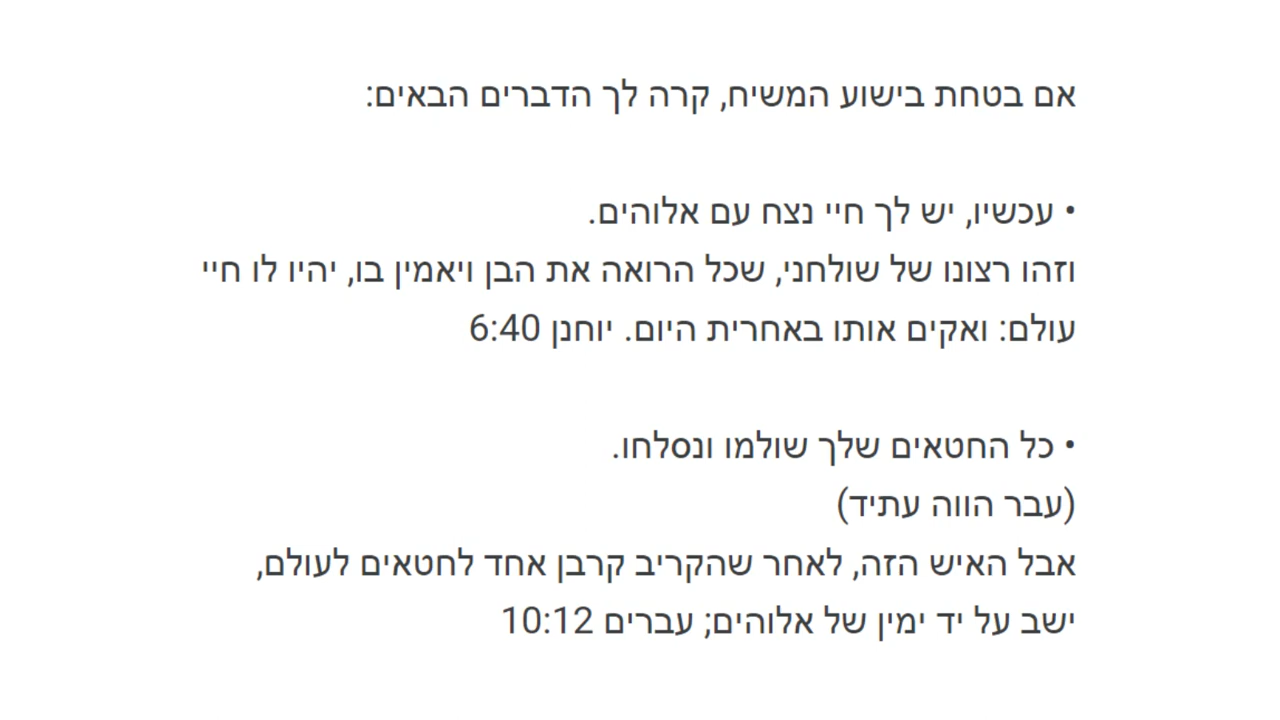 אם בטחת בישוע המשיח, קרה לך הדברים הבאים:
• עכשיו, יש לך חיי נצח עם אלוהים.
וזהו רצונו של שולחני, שכל הרואה את הבן ויאמין בו, יהיו לו חיי
עולם: ואקים אותו באחרית היום. יוחנן 6:40
• כל החטאים שלך שולמו ונסלחו.
(עבר הווה עתיד)
אבל האיש הזה, לאחר שהקריב קרבן אחד לחטאים לעולם,
ישב על יד ימין של אלוהים; עברים 10:12